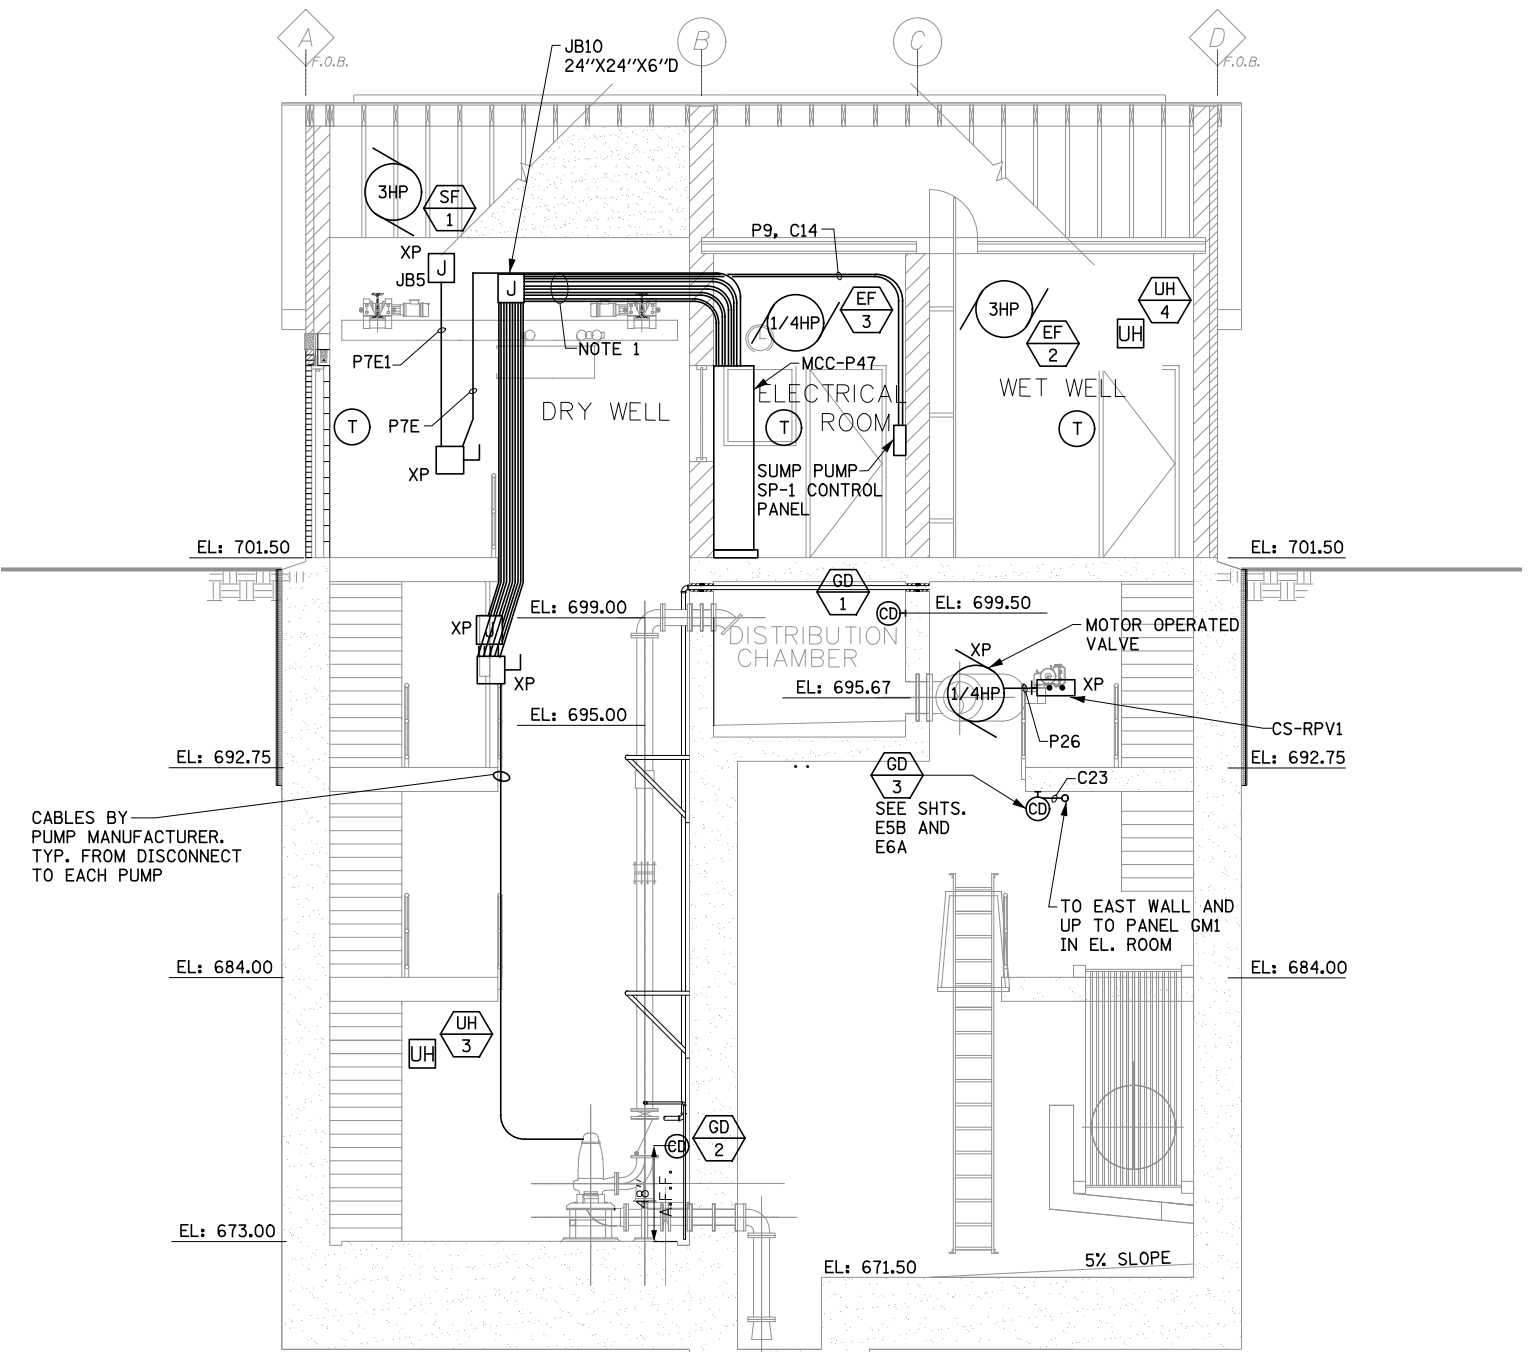 A
B
C
D
F.O.B.
F.O.B.
JB10
24"X24"X6"D
3HP
SF
1
XP
J
JB5
J
P9, C14
1/4HP
EF
3
3HP
EF
2
UH
4
UH
P7E1
NOTE 1
MCC-P47
L
ELECTRICAL
ROOM
WET WELL
DRY WELL
T
P7E
T
T
XP
SUMP PUMP
SP-1 CONTROL
PANEL
EL: 701.50
EL: 701.50
GD
1
EL: 699.00
CD
EL: 699.50
XP
J
DISTRIBUTION
CHAMBER
MOTOR OPERATED
VALVE
XP
1/4HP
XP
XP
EL: 695.67
EL: 695.00
CS-RPV1
P26
EL: 692.75
EL: 692.75
GD
3
C23
CD
SEE SHTS.
E5B AND
E6A
CABLES BY
PUMP MANUFACTURER.
TYP. FROM DISCONNECT
TO EACH PUMP
TO EAST WALL AND
UP TO PANEL GM1
IN EL. ROOM
EL: 684.00
EL: 684.00
UH
3
UH
CD
GD
2
48"
A.F.F.
EL: 673.00
EL: 671.50
5% SLOPE